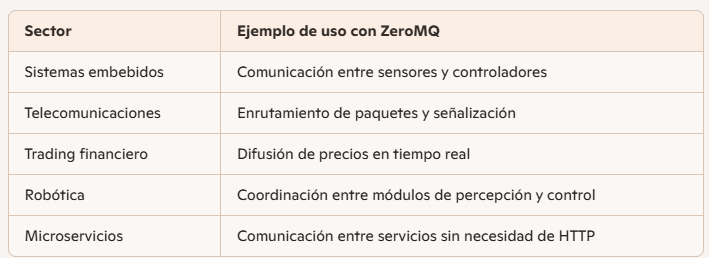 Sector Ejemplo de uso con ZeroMQ
Sistemas embebidos Comunicación entre sensores y controladores
Telecomunicaciones Enrutamiento de paquetes y señalización
Trading financiero Difusión de precios en tiempo real
Robótica Coordinación entre módulos de percepción y control
Microservicios Comunicación entre servicios sin necesidad de HTTP